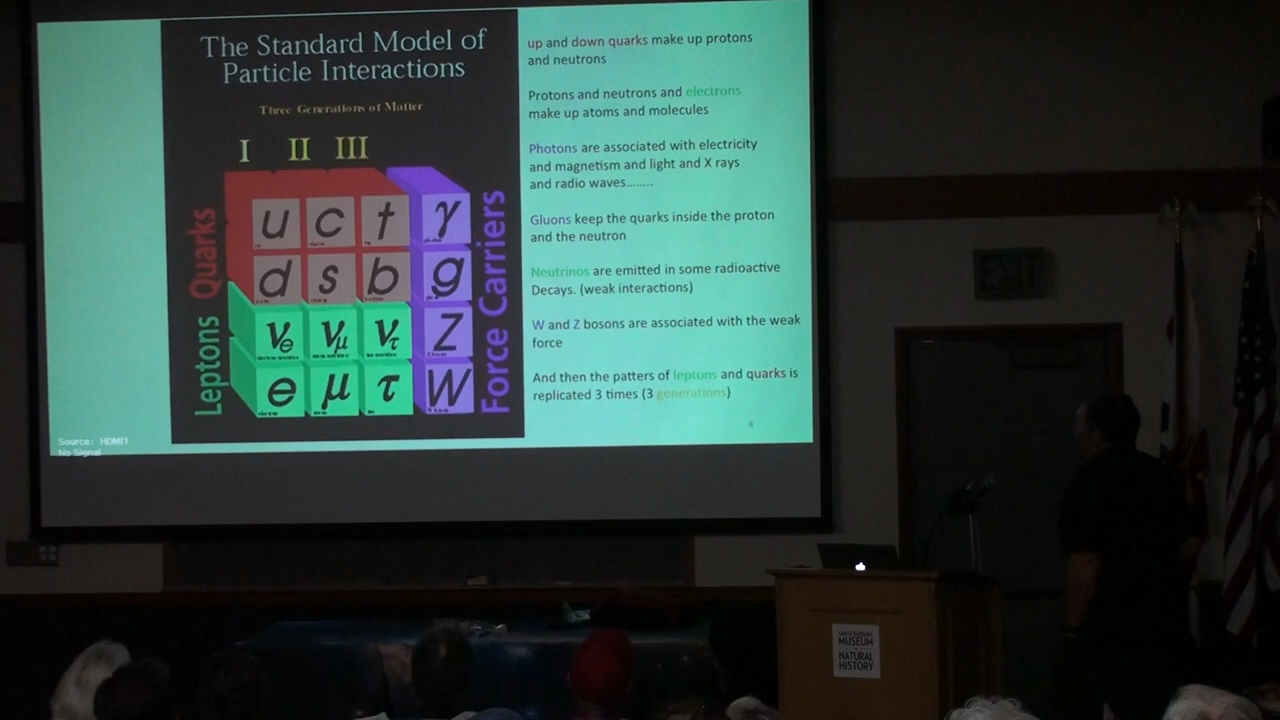 The Standard Model of
Particle Interactions
Three Generations of Matter
I II III
Quarks
Leptons
Force Carriers
u c t γ
d s b g
νe νμ ντ Z
e μ τ W
up and down quarks make up protons
and neutrons
Protons and neutrons and electrons
make up atoms and molecules
Photons are associated with electricity
and magnetism and light and X rays
and radio waves........
Gluons keep the quarks inside the proton
and the neutron
Neutrinos are emitted in some radioactive
Decays. (weak interactions)
W and Z bosons are associated with the weak
force
And then the patters of leptons and quarks is
replicated 3 times (3 generations)
Source: HDMI1
No Signal
EXIT
SANTA BARBARA
MUSEUM
OF
NATURAL
HISTORY